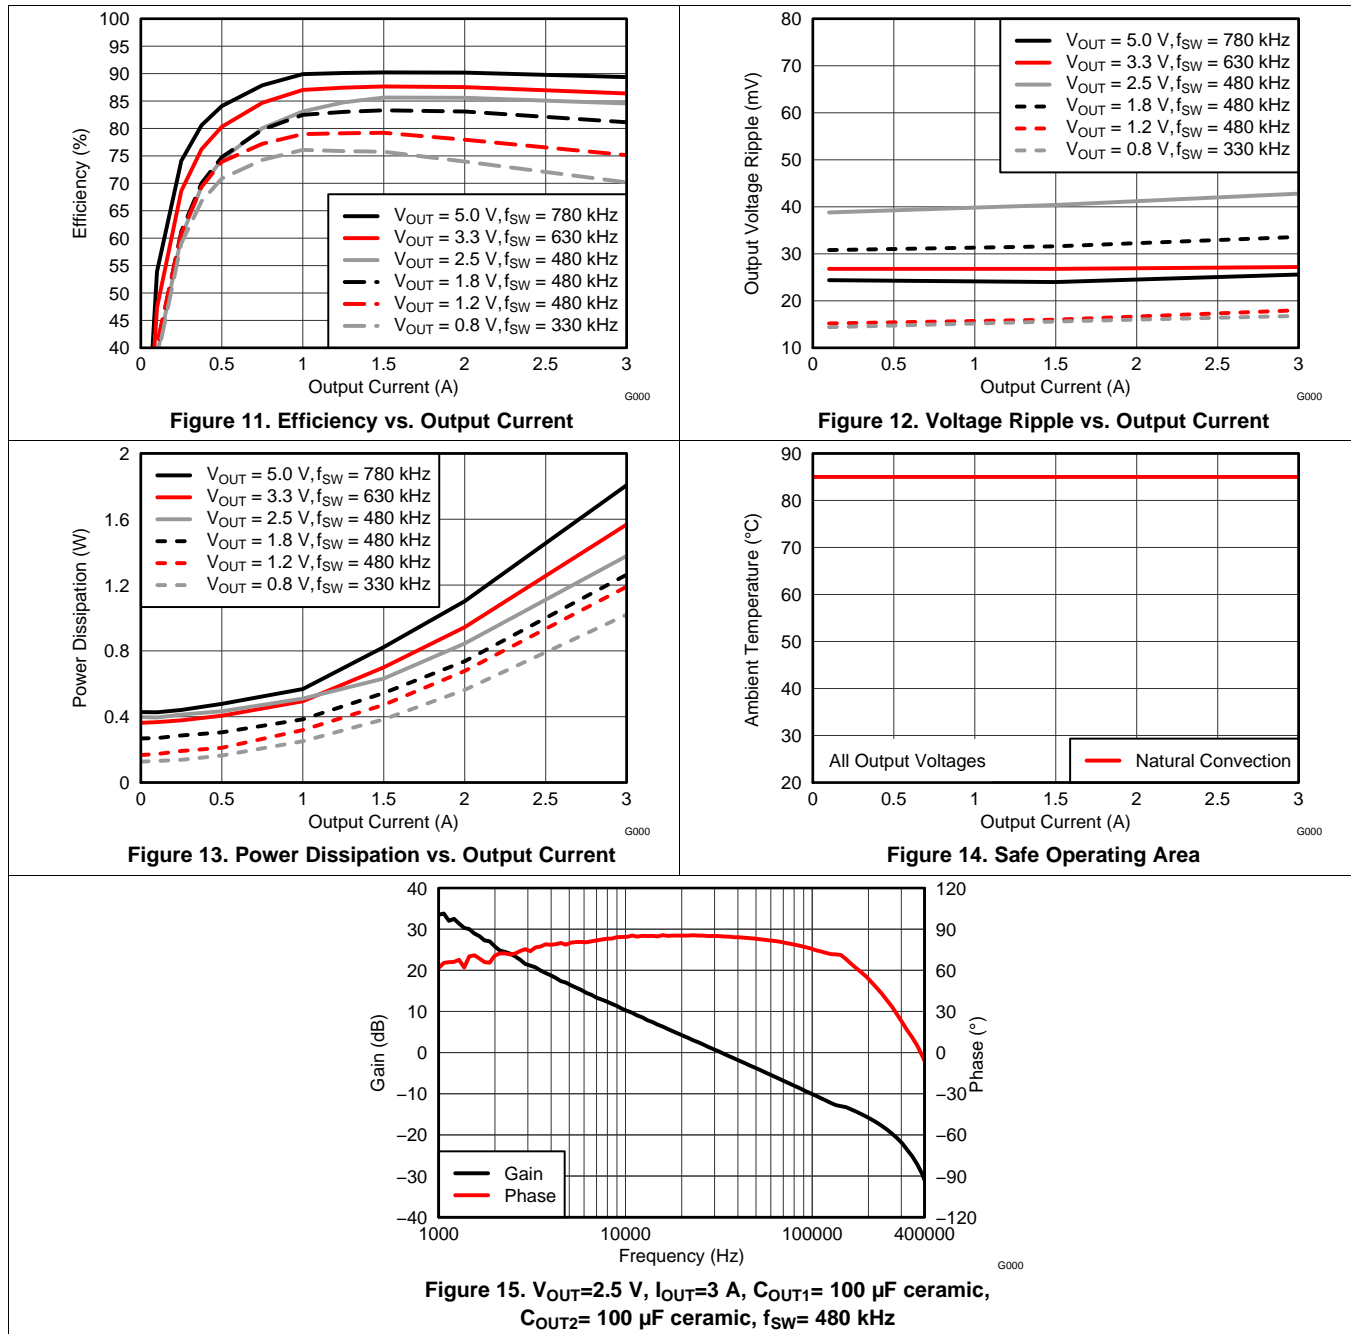 100
95
90
85
80
75
70
65
60
55
50
45
40
Efficiency (%)
VOUT = 5.0 V, fSW = 780 kHz
VOUT = 3.3 V, fSW = 630 kHz
VOUT = 2.5 V, fSW = 480 kHz
VOUT = 1.8 V, fSW = 480 kHz
VOUT = 1.2 V, fSW = 480 kHz
VOUT = 0.8 V, fSW = 330 kHz
0 0.5 1 1.5 2 2.5 3
Output Current (A)
G000
Figure 11. Efficiency vs. Output Current
80
70
60
50
40
30
20
10
Output Voltage Ripple (mV)
VOUT = 5.0 V, fSW = 780 kHz
VOUT = 3.3 V, fSW = 630 kHz
VOUT = 2.5 V, fSW = 480 kHz
VOUT = 1.8 V, fSW = 480 kHz
VOUT = 1.2 V, fSW = 480 kHz
VOUT = 0.8 V, fSW = 330 kHz
0 0.5 1 1.5 2 2.5 3
Output Current (A)
G000
Figure 12. Voltage Ripple vs. Output Current
2
1.6
1.2
0.8
0.4
0
Power Dissipation (W)
VOUT = 5.0 V, fSW = 780 kHz
VOUT = 3.3 V, fSW = 630 kHz
VOUT = 2.5 V, fSW = 480 kHz
VOUT = 1.8 V, fSW = 480 kHz
VOUT = 1.2 V, fSW = 480 kHz
VOUT = 0.8 V, fSW = 330 kHz
0 0.5 1 1.5 2 2.5 3
Output Current (A)
G000
Figure 13. Power Dissipation vs. Output Current
90
80
70
60
50
40
30
20
Ambient Temperature (°C)
All Output Voltages
Natural Convection
0 0.5 1 1.5 2 2.5 3
Output Current (A)
G000
Figure 14. Safe Operating Area
40
30
20
10
0
−10
−20
−30
−40
Gain (dB)
Gain
Phase
120
90
60
30
0
−30
−60
−90
−120
Phase (°)
1000 10000 100000 400000
Frequency (Hz)
G000
Figure 15. VOUT=2.5 V, IOUT=3 A, COUT1= 100 µF ceramic,
COUT2= 100 µF ceramic, fSW= 480 kHz